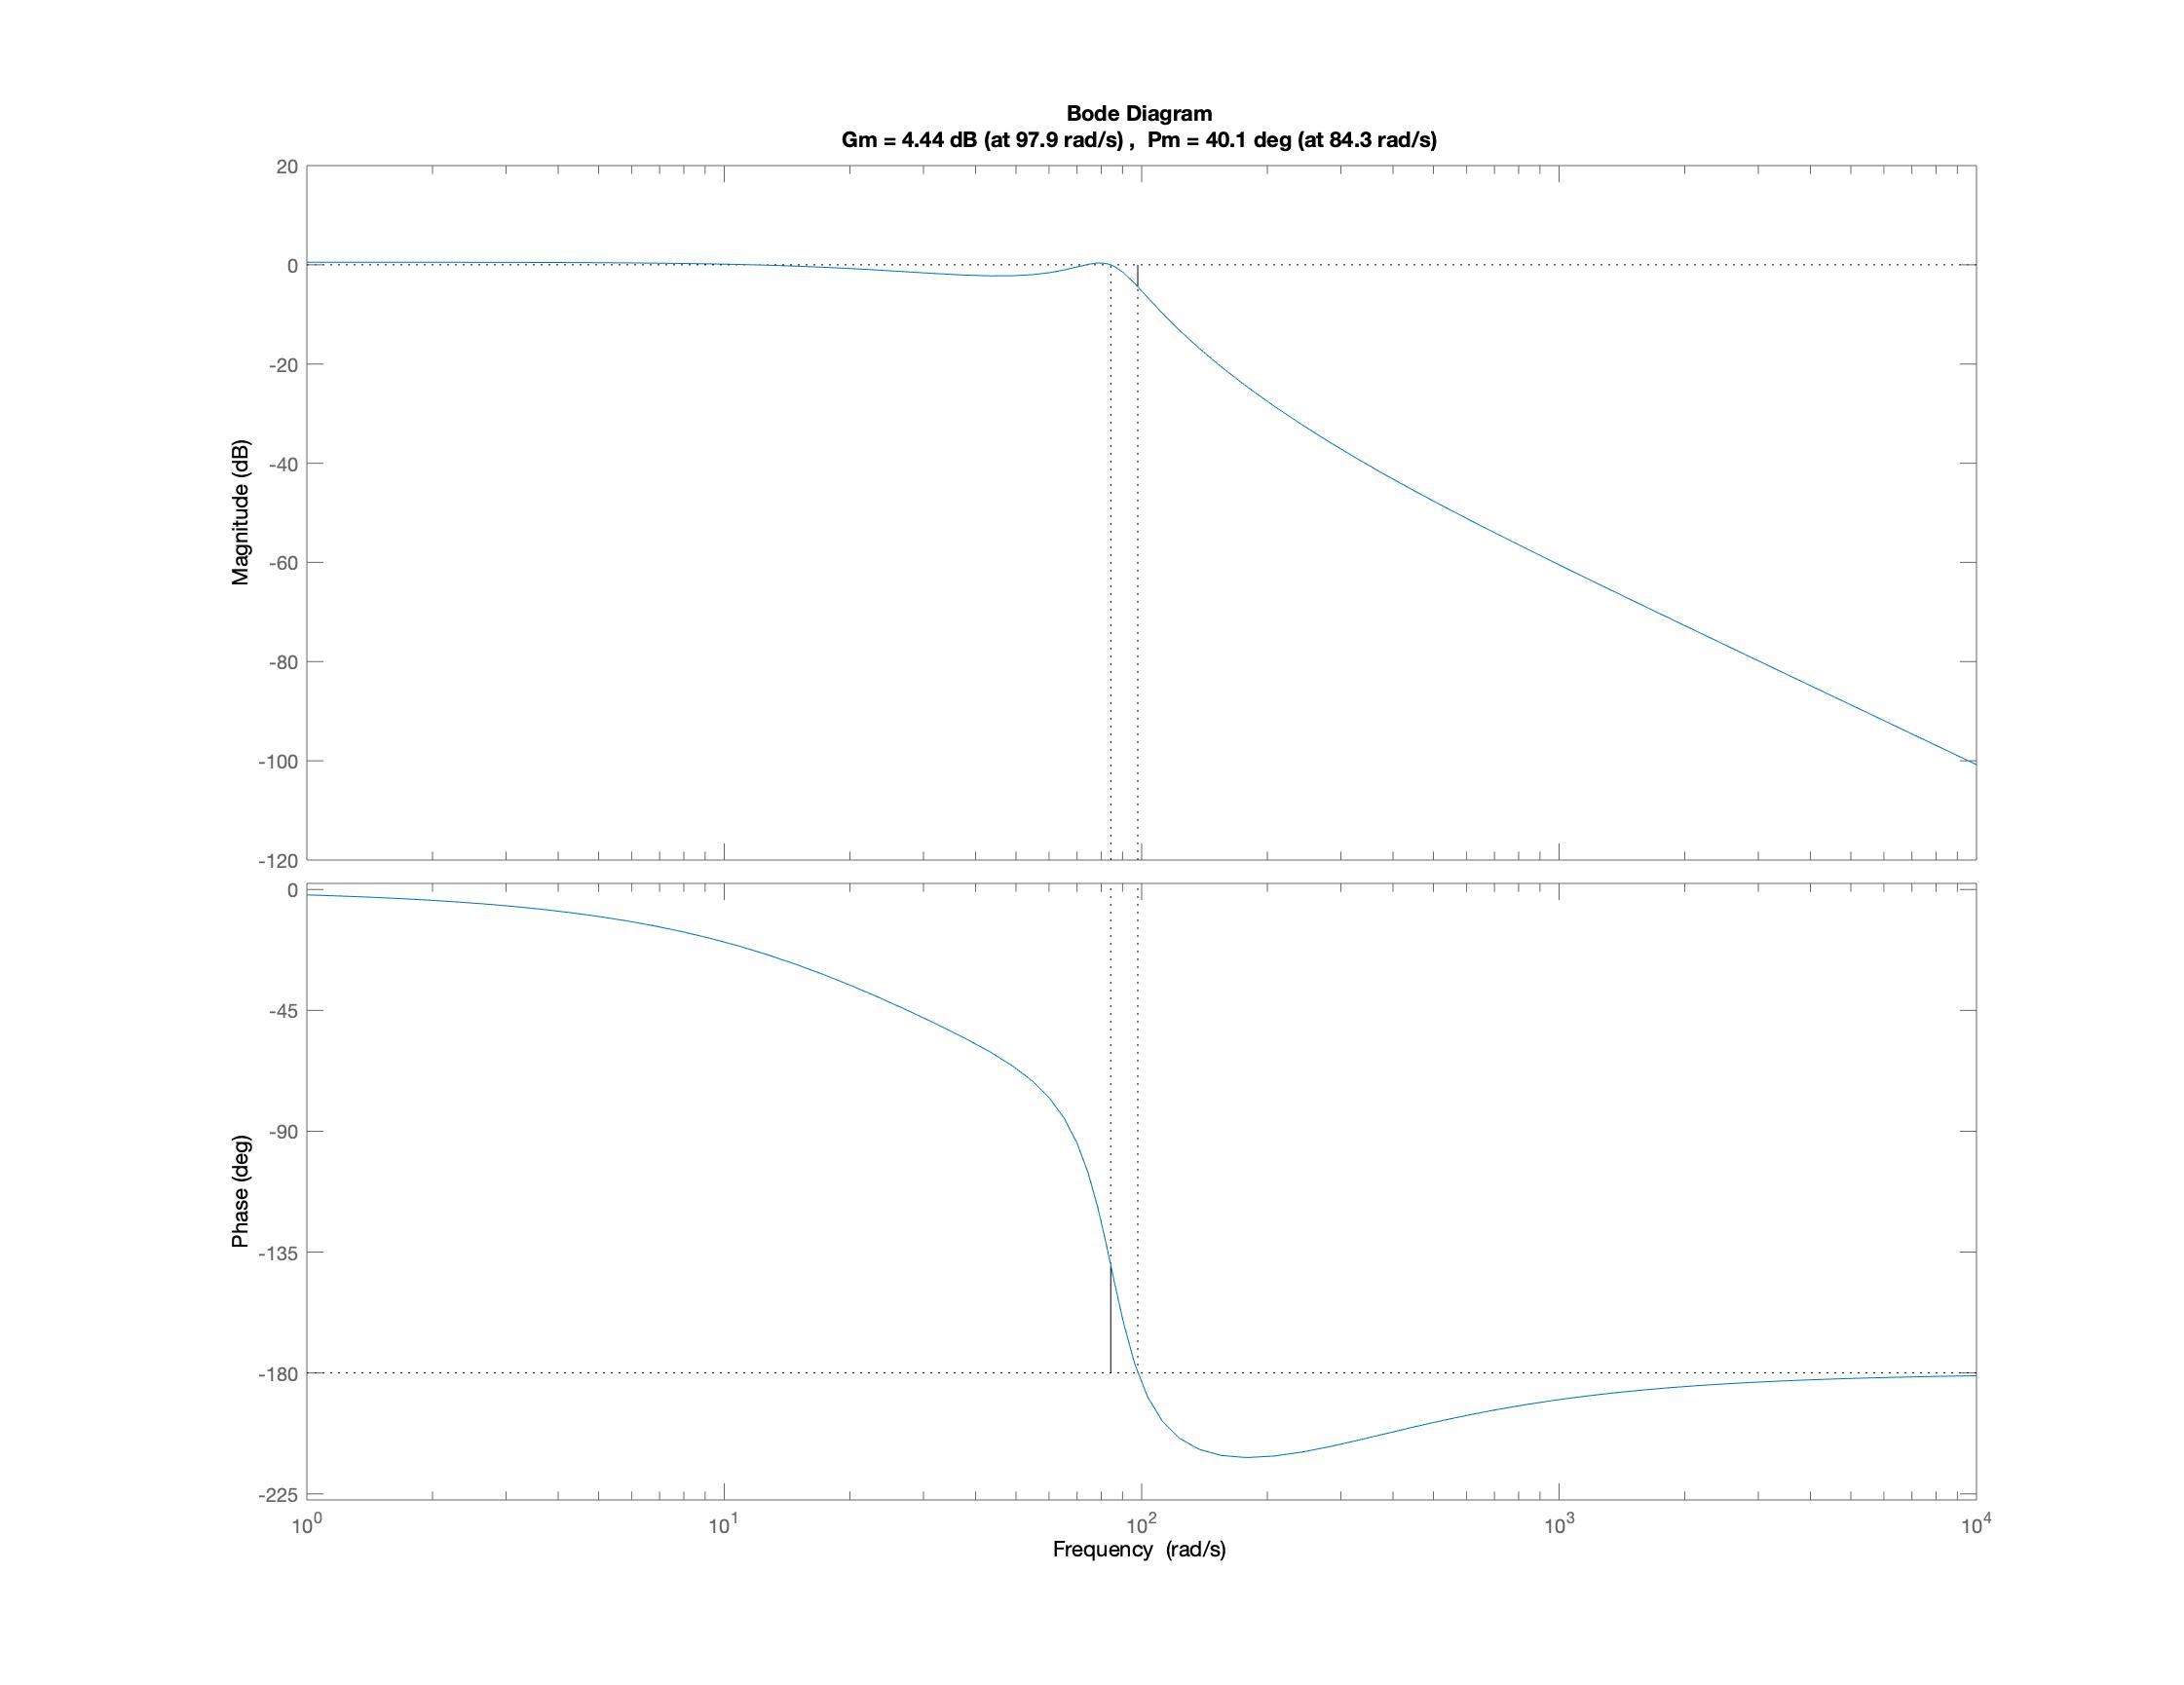 Bode Diagram
Gm = 4.44 dB (at 97.9 rad/s) ,  Pm = 40.1 deg (at 84.3 rad/s)
20
0
-20
-40
-60
-80
-100
-120
Magnitude (dB)
0
-45
-90
-135
-180
-225
Phase (deg)
10^0 10^1 10^2 10^3 10^4
Frequency  (rad/s)